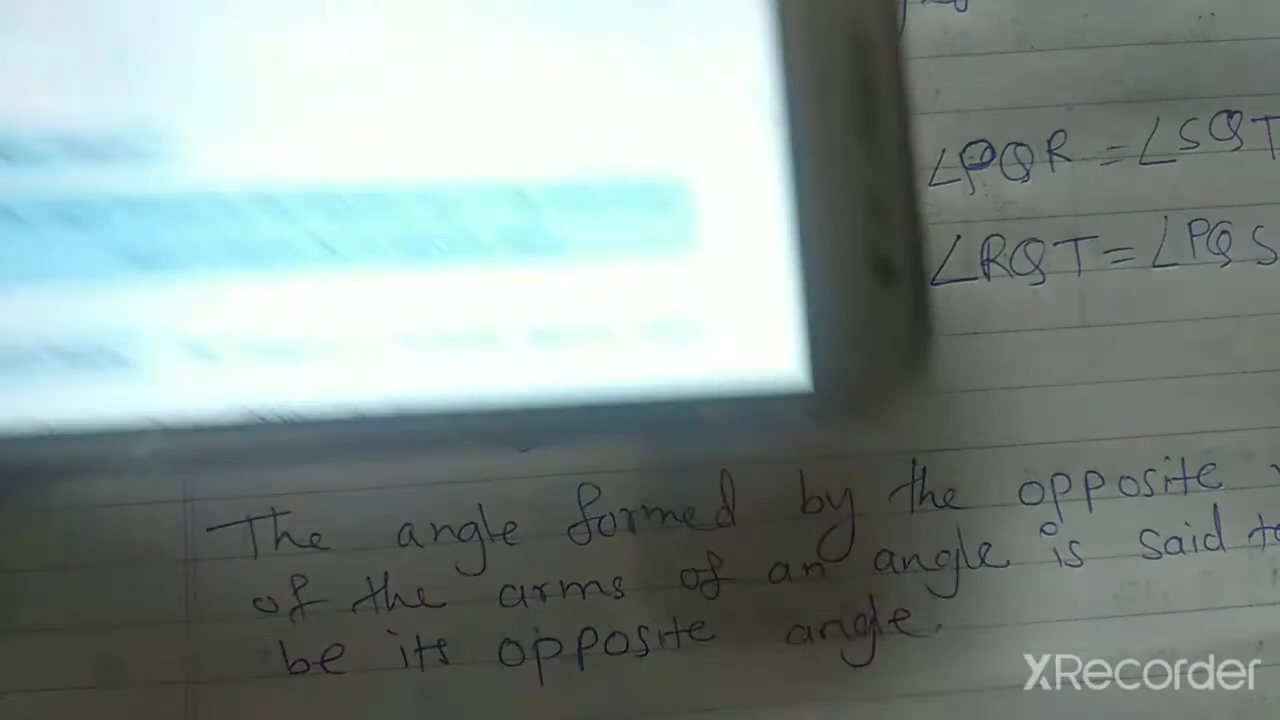 ∠PQR = ∠SQT
∠RQT = ∠PQS
The angle formed by the opposite
of the arms of an angle is said to
be its opposite angle.
XRecorder